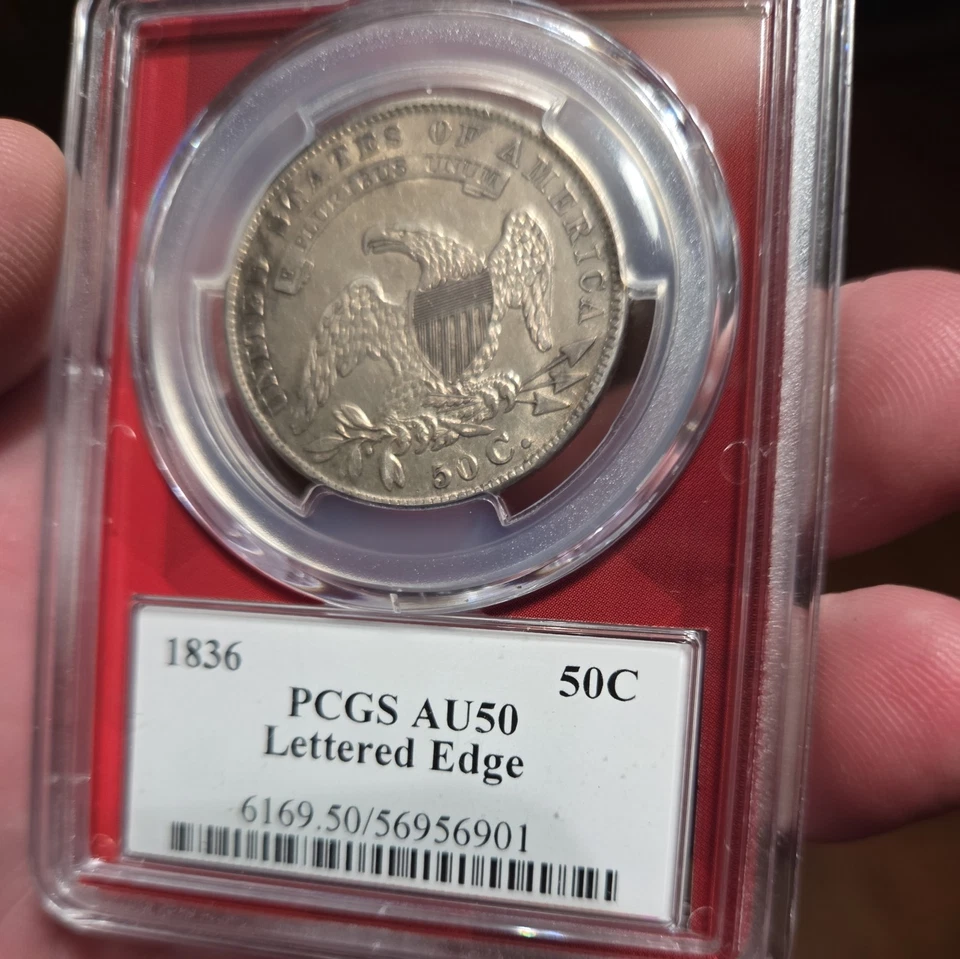 UNITED STATES OF AMERICA
E PLURIBUS UNUM
50 C.
1836
50C
PCGS AU50
Lettered Edge
6169.50/56956901